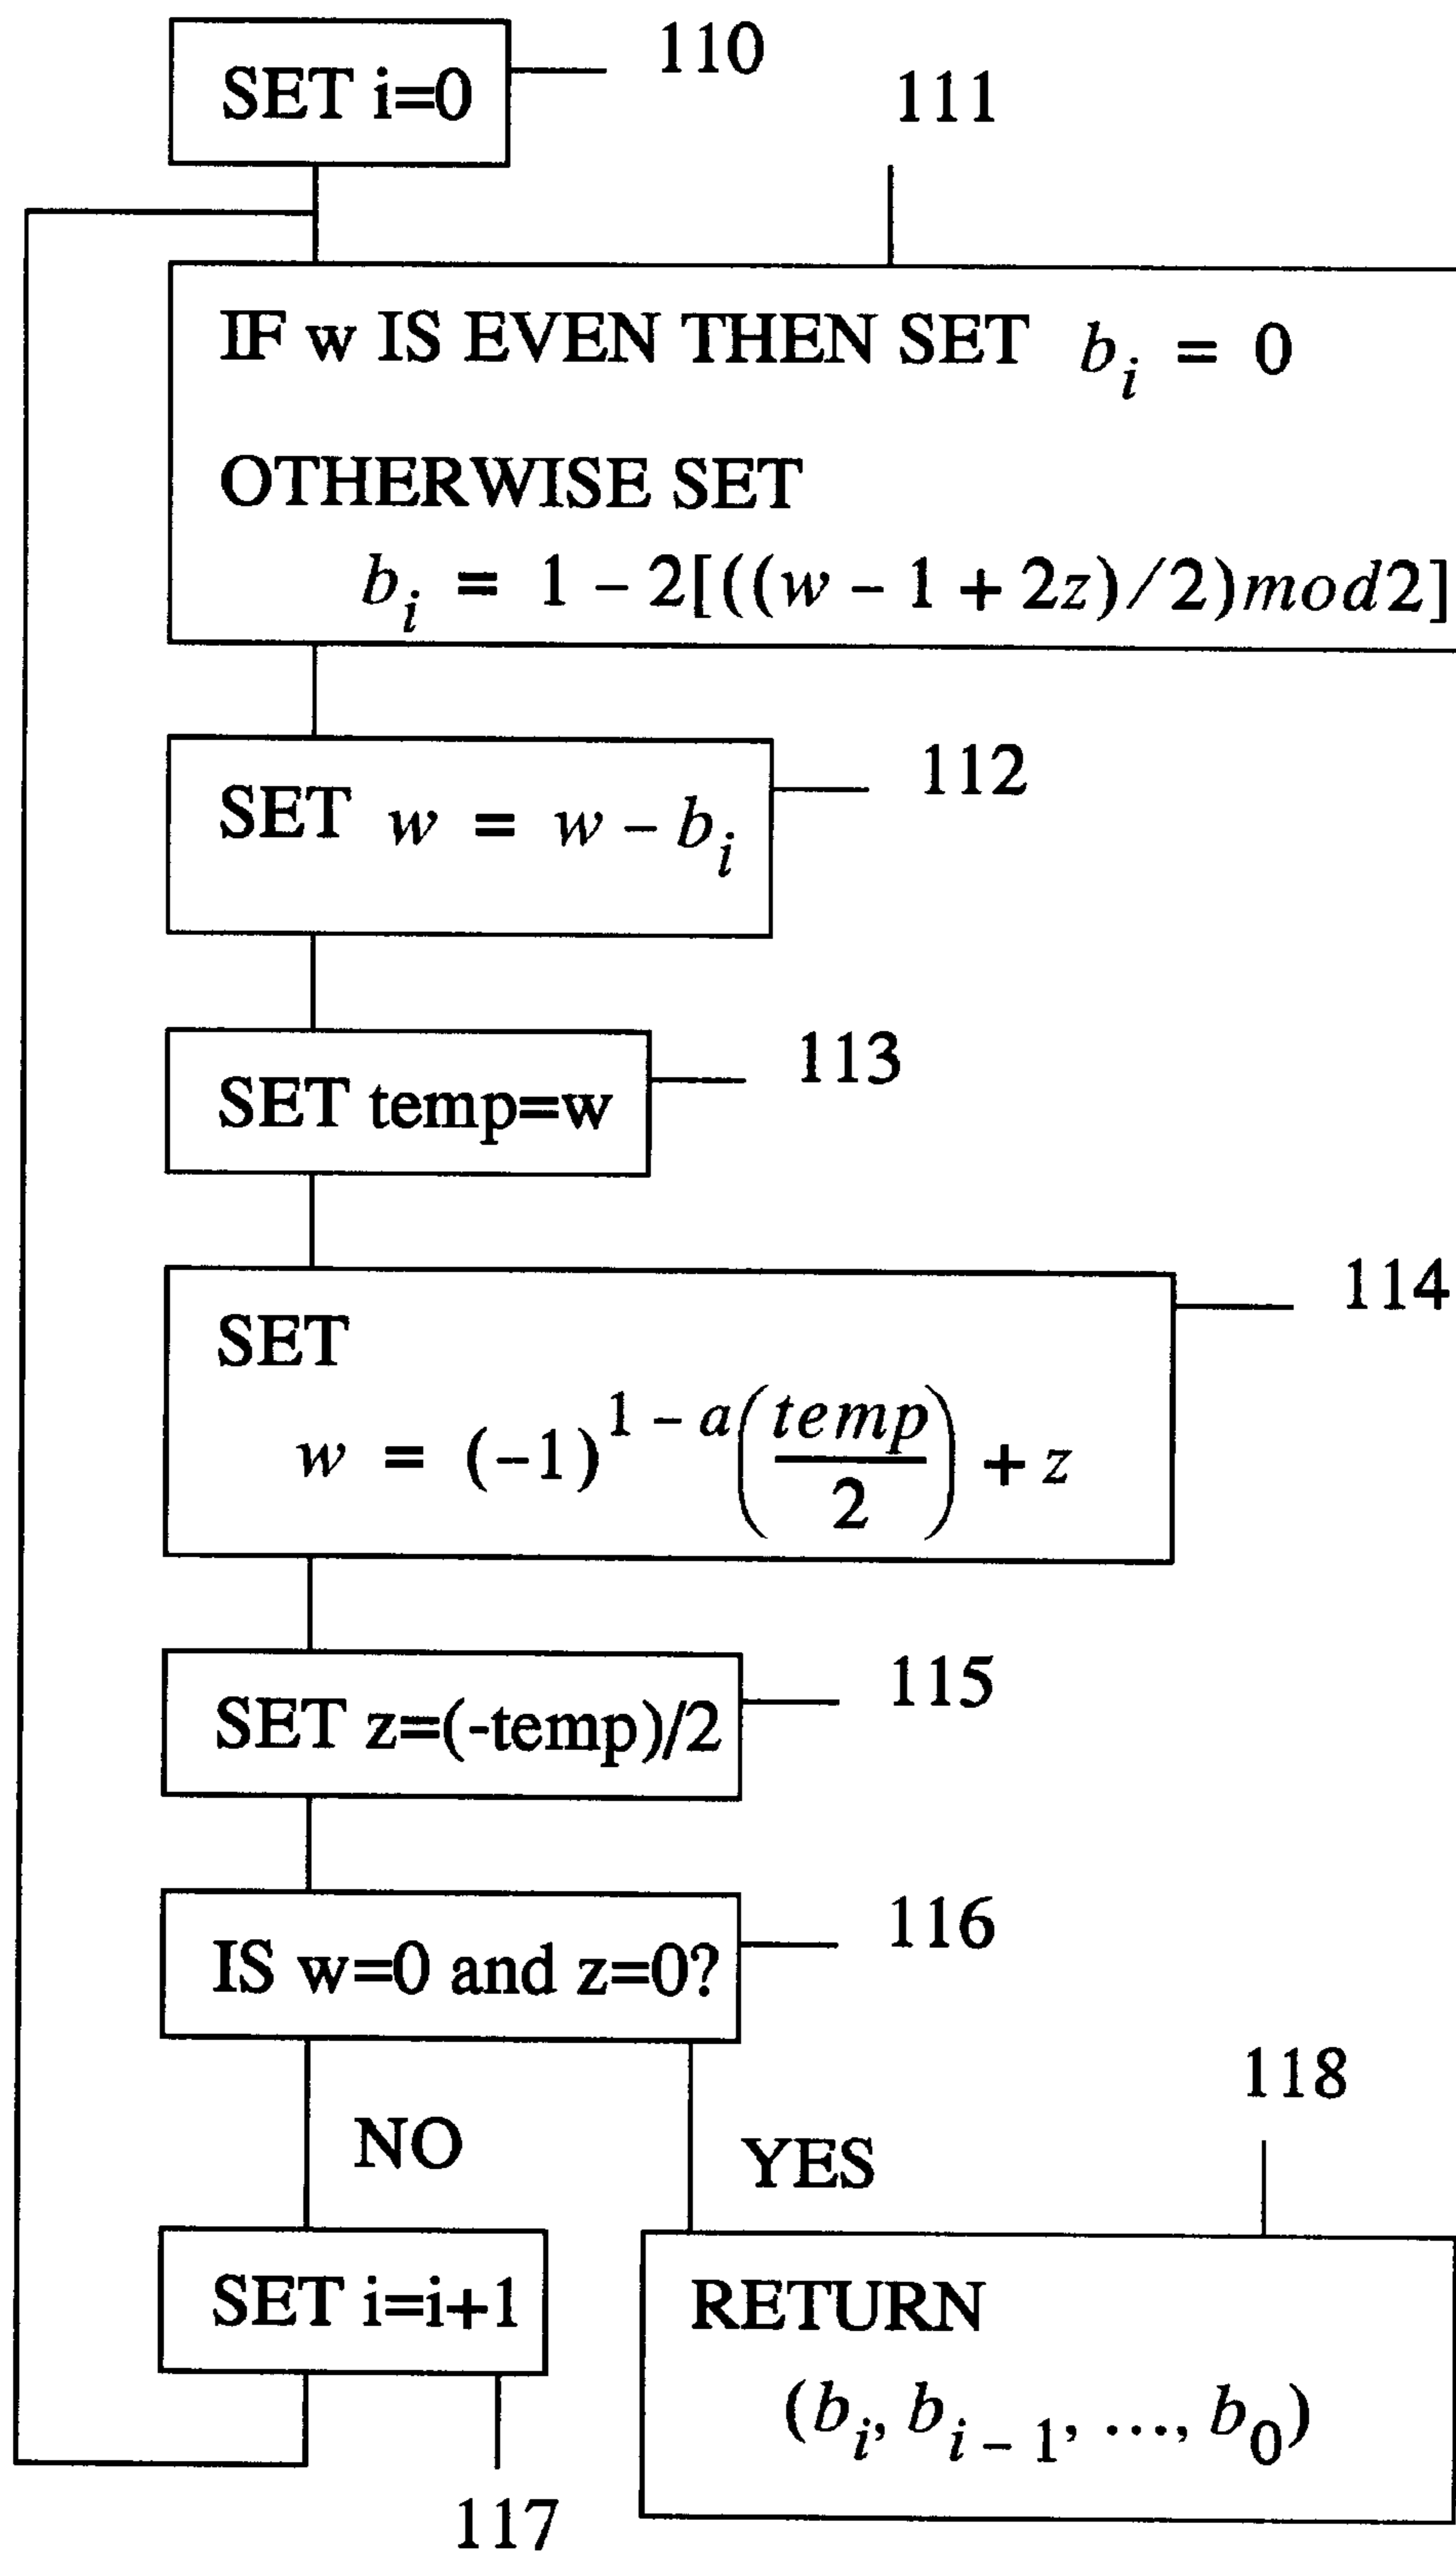 SET i=0
110
111
IF w IS EVEN THEN SET b_i = 0
OTHERWISE SET
b_i = 1 - 2[((w - 1 + 2z)/2)mod2]
SET w = w - b_i
112
SET temp=w
113
114
SET
w = (-1)^{1 - a}(temp/2) + z
SET z=(-temp)/2
115
IS w=0 and z=0?
116
NO
YES
118
SET i=i+1
117
RETURN
(b_i, b_{i - 1}, ..., b_0)